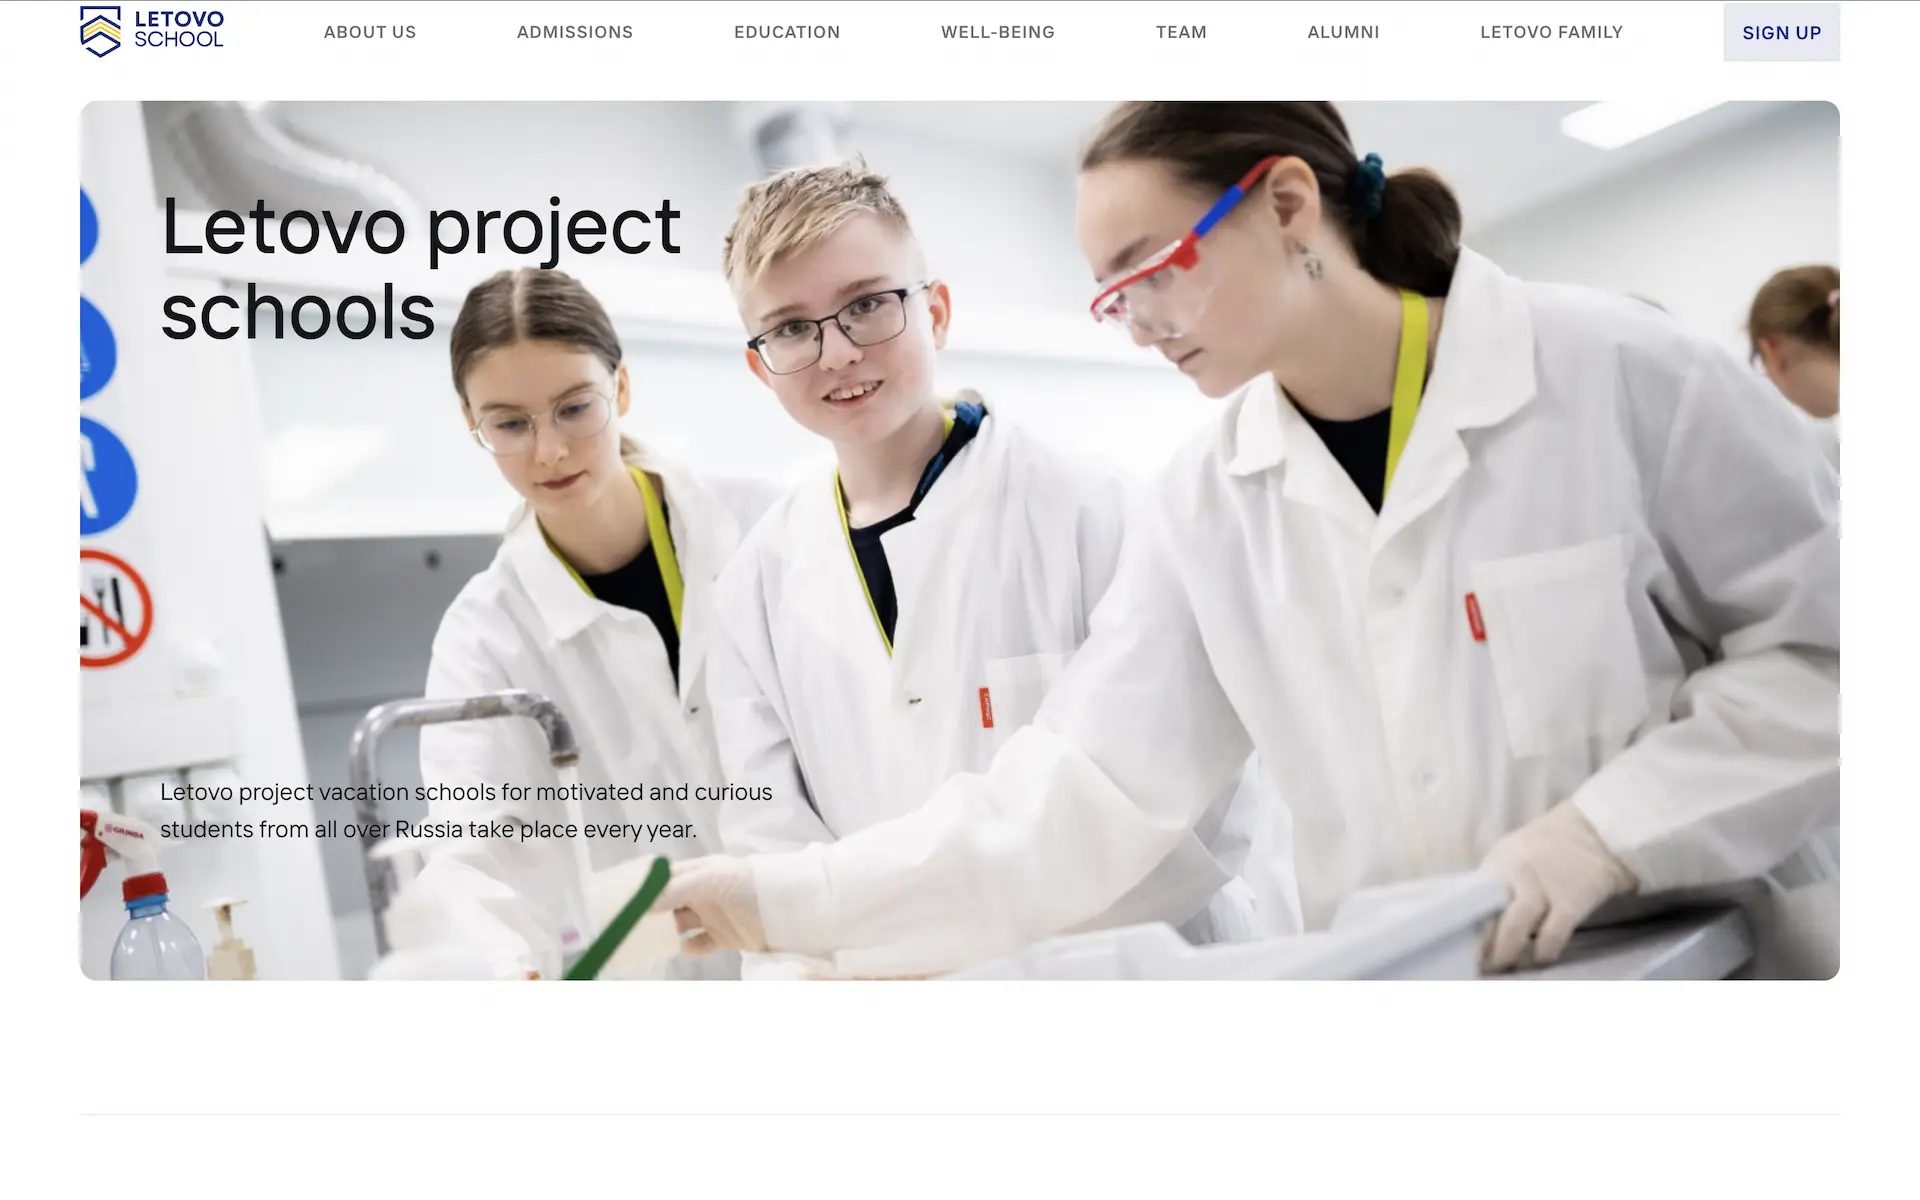 LETOVO
SCHOOL
ABOUT US
ADMISSIONS
EDUCATION
WELL-BEING
TEAM
ALUMNI
LETOVO FAMILY
SIGN UP
Letovo project
schools
Letovo project vacation schools for motivated and curious
students from all over Russia take place every year.
GRINDA